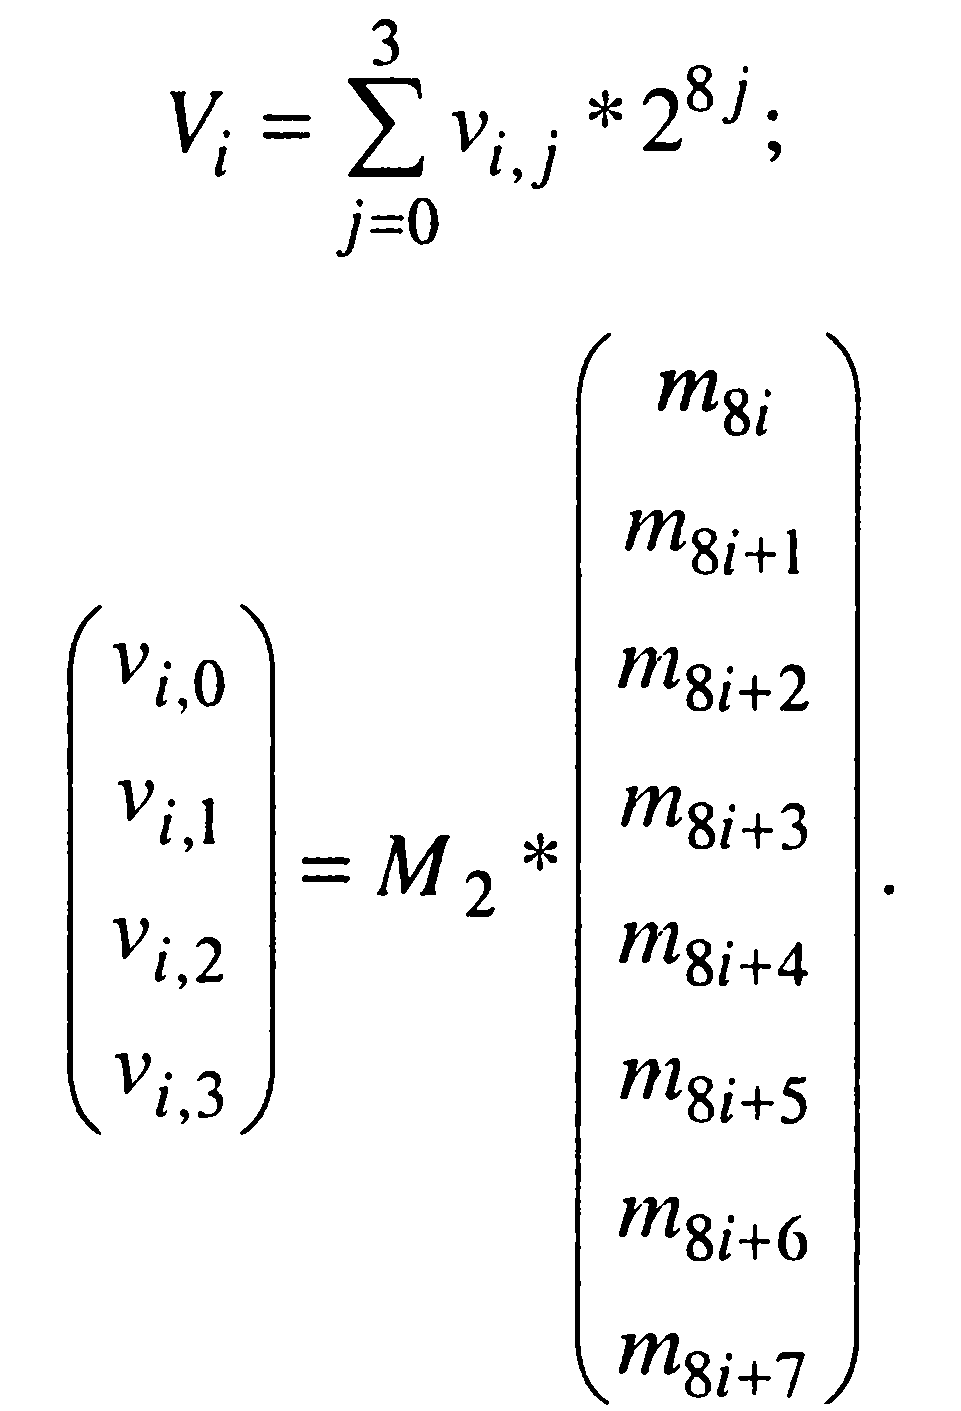 $$V_i = \sum_{j=0}^{3} v_{i,j} * 2^{8j};$$
$$\begin{pmatrix} v_{i,0} \\ v_{i,1} \\ v_{i,2} \\ v_{i,3} \end{pmatrix} = M_2 * \begin{pmatrix} m_{8i} \\ m_{8i+1} \\ m_{8i+2} \\ m_{8i+3} \\ m_{8i+4} \\ m_{8i+5} \\ m_{8i+6} \\ m_{8i+7} \end{pmatrix}.$$